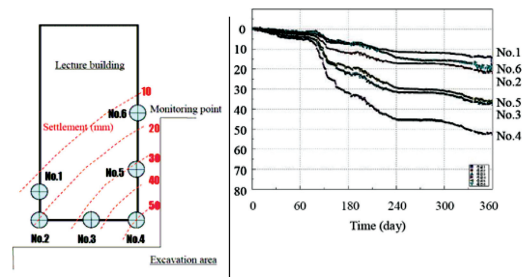 Lecture building
10
No.6
Monitoring point
Settlement (mm)
20
30
No.5
No.1
40
50
No.2
No.3
No.4
Excavation area
0
10
20
30
40
50
60
70
80
No.1
No.6
No.2
No.5
No.3
No.4
0
60
180
240
300
360
Time (day)